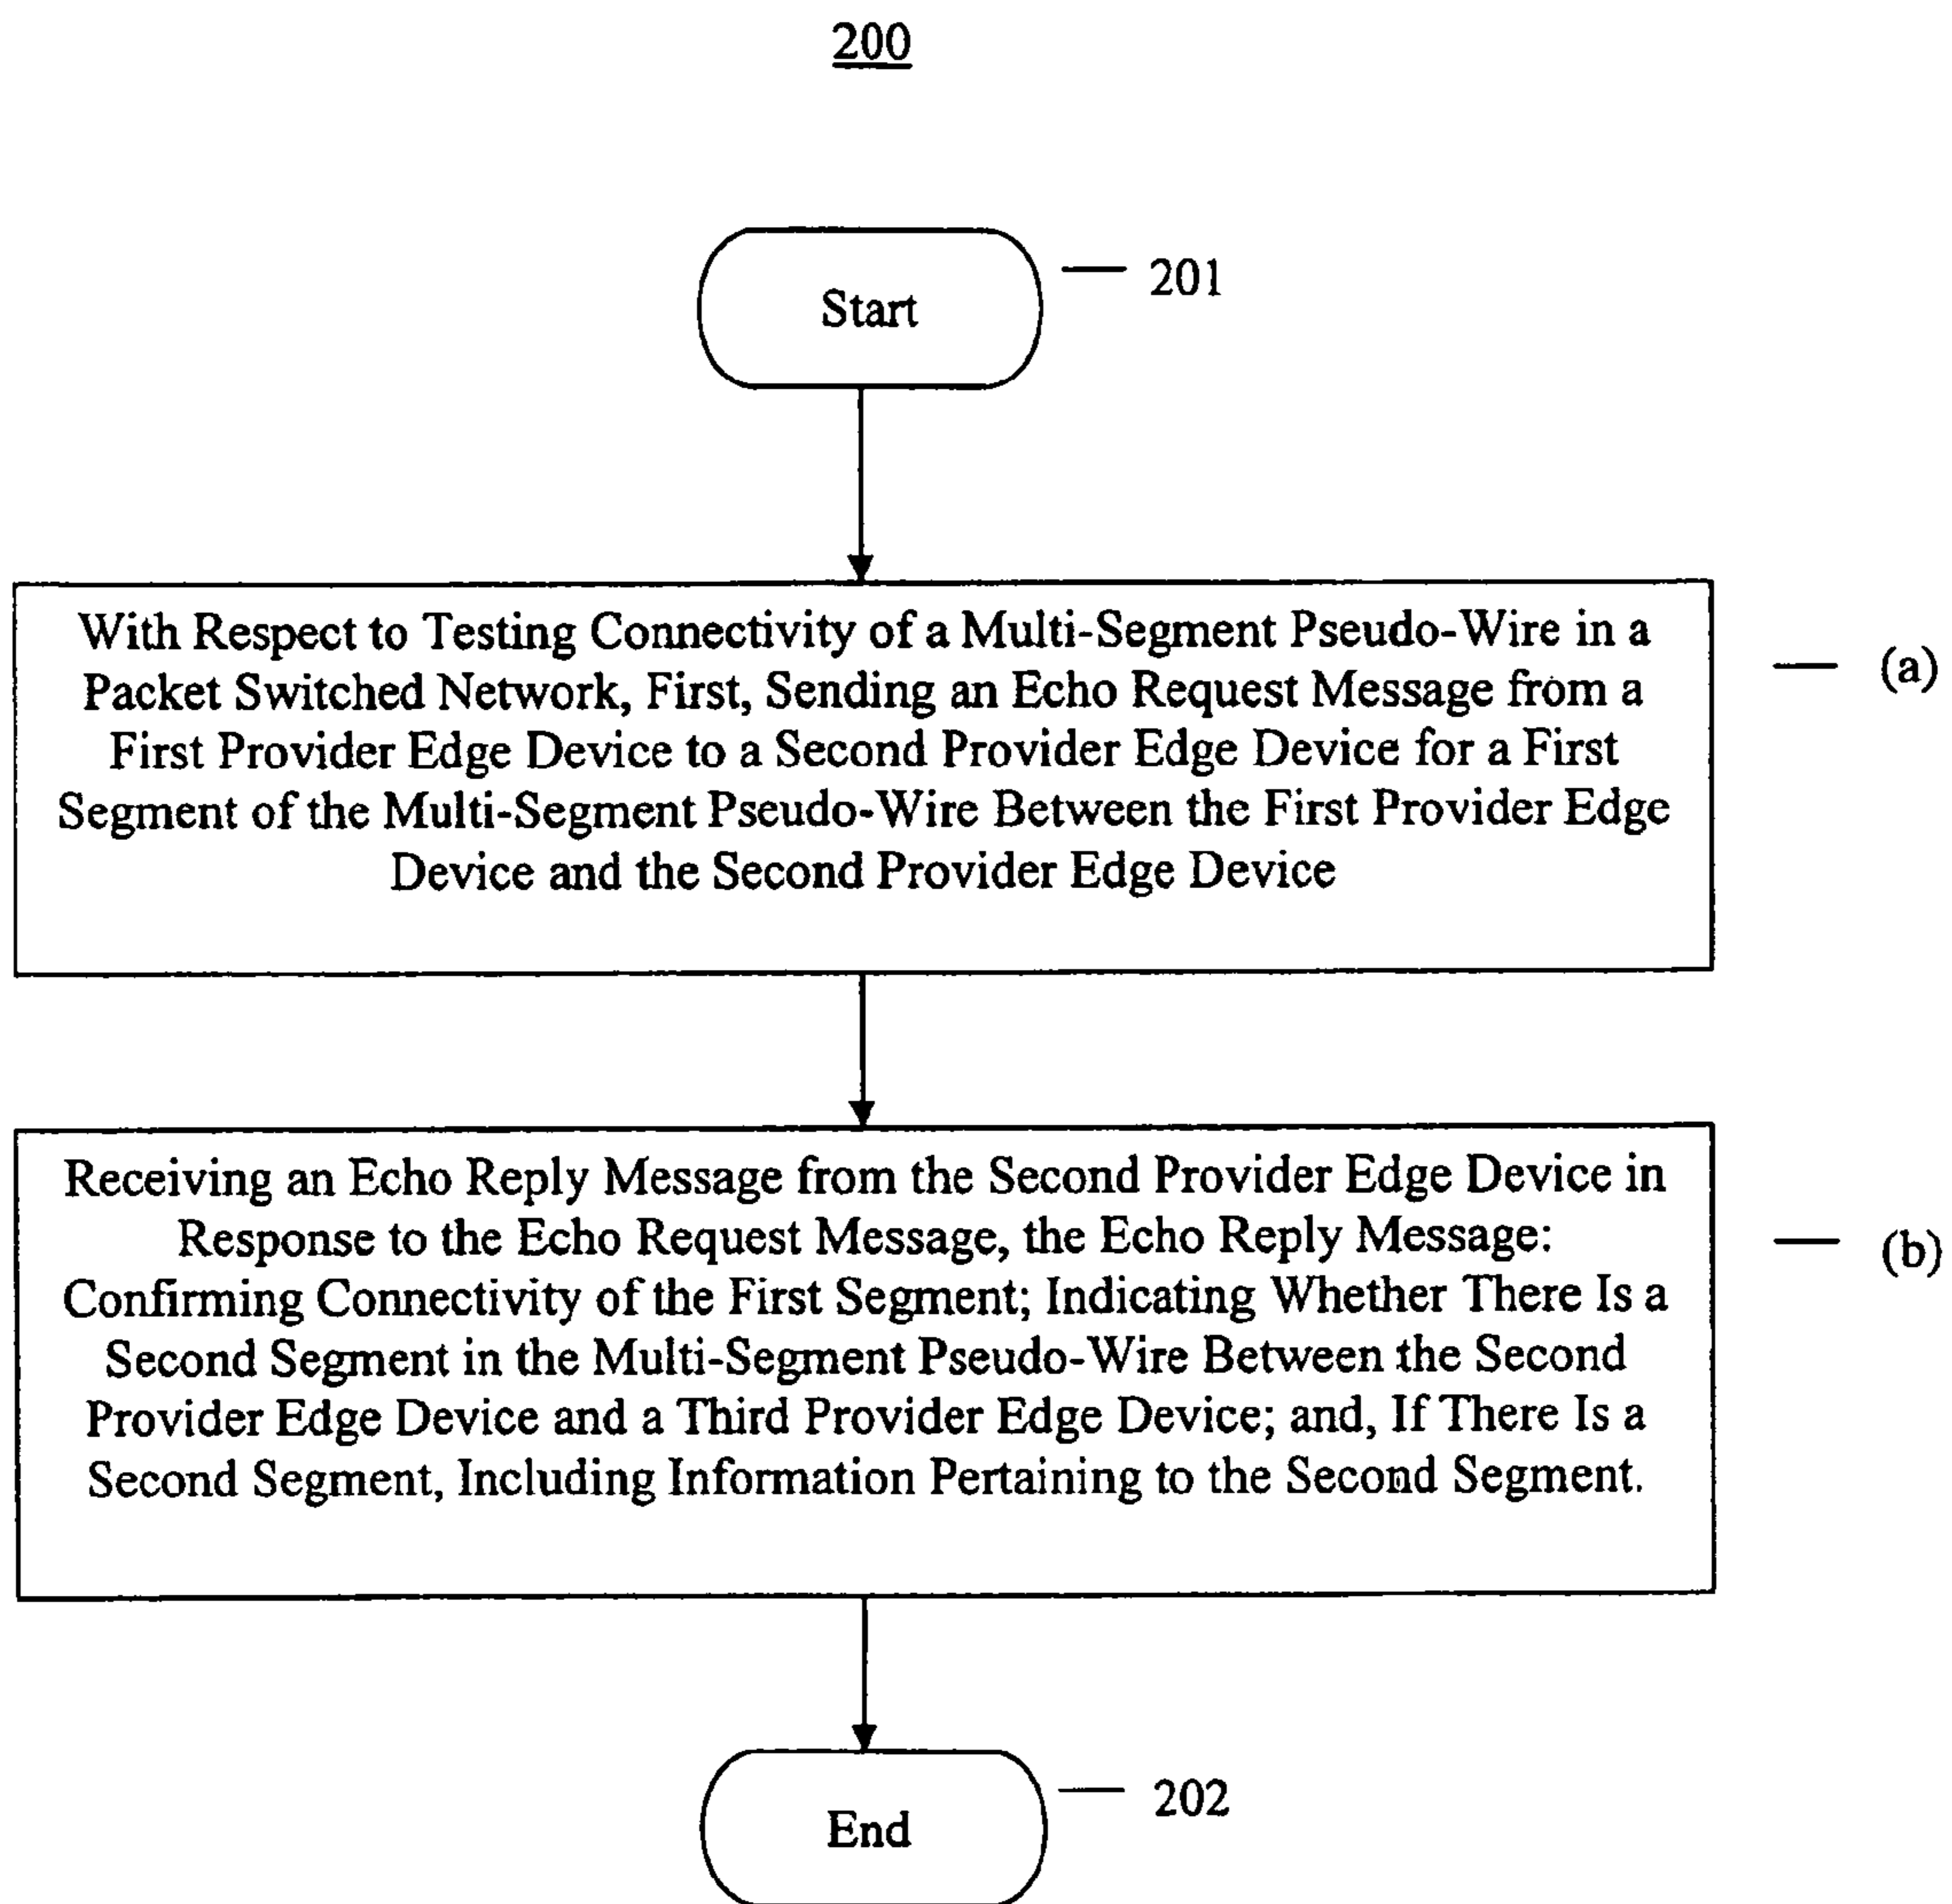 200
Start
201
With Respect to Testing Connectivity of a Multi-Segment Pseudo-Wire in a
Packet Switched Network, First, Sending an Echo Request Message from a
First Provider Edge Device to a Second Provider Edge Device for a First
Segment of the Multi-Segment Pseudo-Wire Between the First Provider Edge
Device and the Second Provider Edge Device
(a)
Receiving an Echo Reply Message from the Second Provider Edge Device in
Response to the Echo Request Message, the Echo Reply Message:
Confirming Connectivity of the First Segment; Indicating Whether There Is a
Second Segment in the Multi-Segment Pseudo-Wire Between the Second
Provider Edge Device and a Third Provider Edge Device; and, If There Is a
Second Segment, Including Information Pertaining to the Second Segment.
(b)
End
202